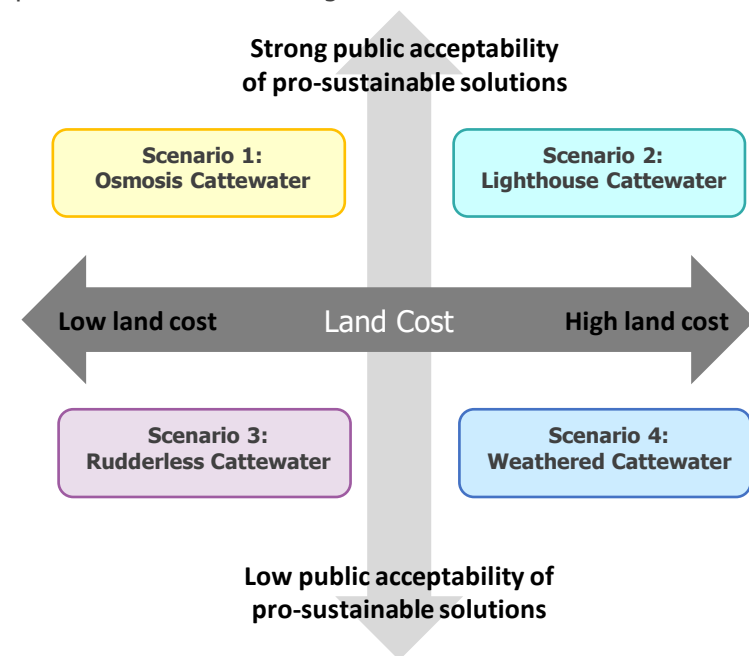 Strong public acceptability
of pro-sustainable solutions
Scenario 1:
Osmosis Cattewater
Scenario 2:
Lighthouse Cattewater
Low land cost
Land Cost
High land cost
Scenario 3:
Rudderless Cattewater
Scenario 4:
Weathered Cattewater
Low public acceptability of
pro-sustainable solutions